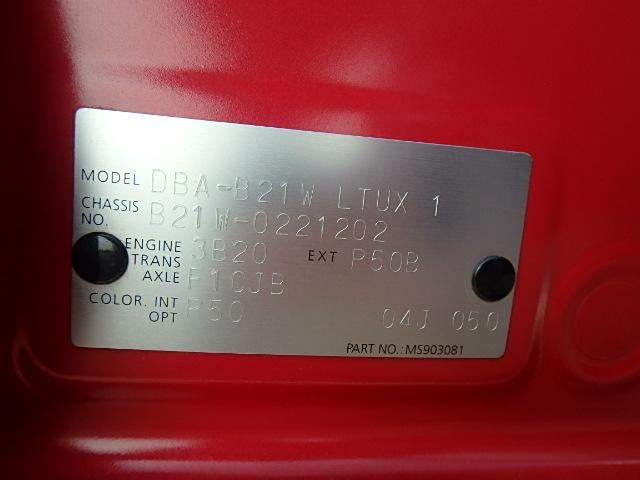 MODEL DBA-B21W LTUX 1
CHASSIS NO. B21W-0221202
ENGINE 3B20 EXT P50B
TRANS AXLE F1CJB
COLOR. INT P50
OPT 04J 050
PART NO.:MS903081